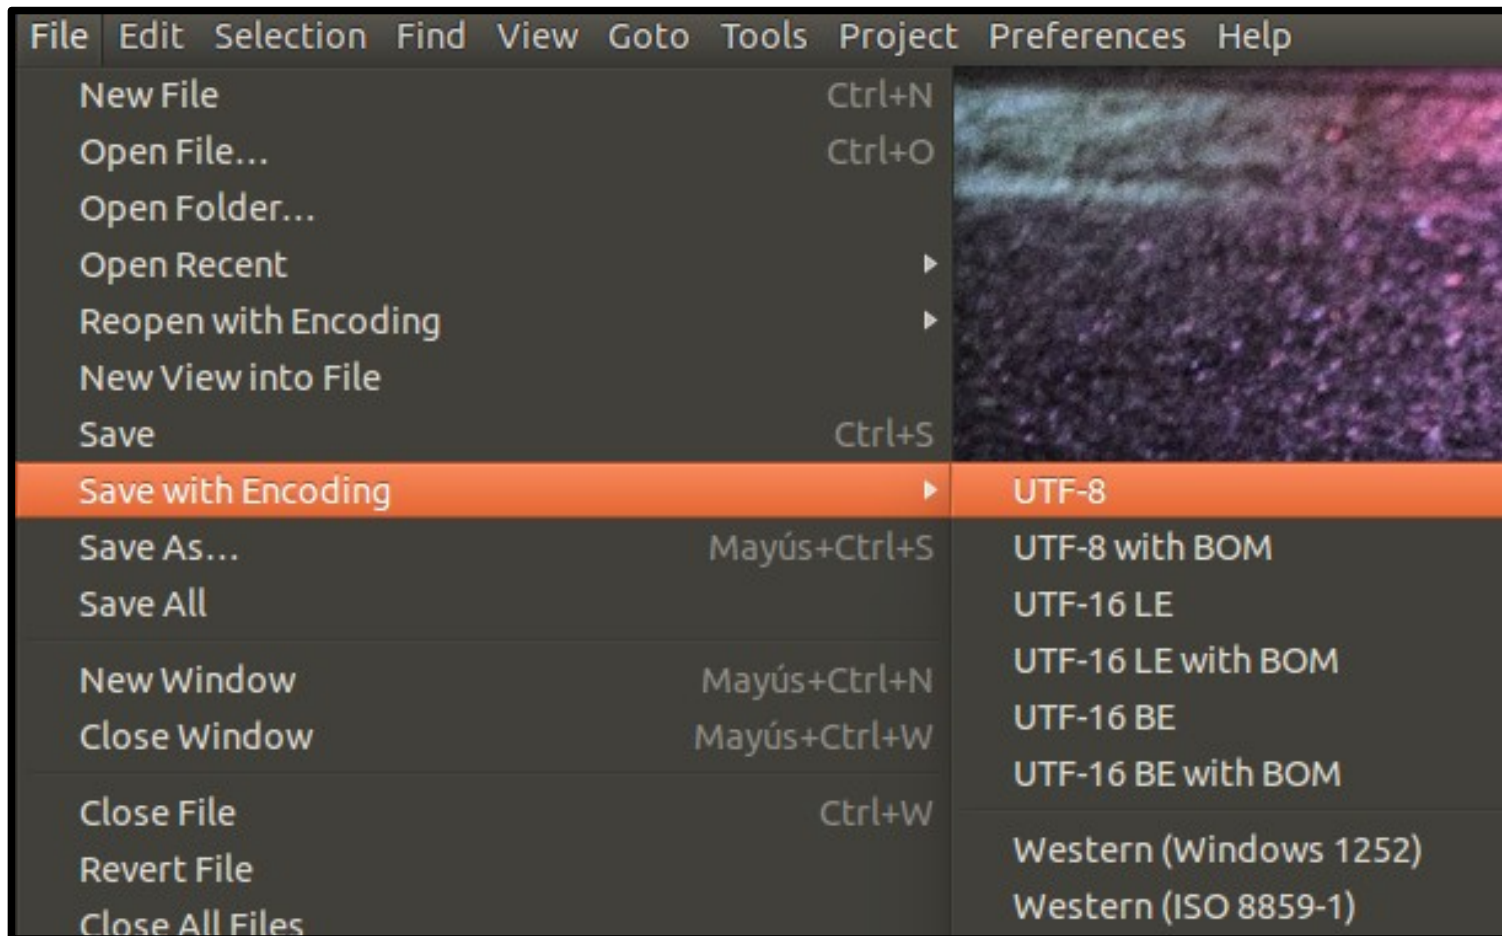 File Edit Selection Find View Goto Tools Project Preferences Help
New File Ctrl+N
Open File...
Ctrl+O
Open Folder...
Open Recent
Reopen with Encoding
New View into File
Save Ctrl+S
Save with Encoding
Save As... Mayús+Ctrl+S
Save All
New Window Mayús+Ctrl+N
Close Window Mayús+Ctrl+W
Close File Ctrl+W
Revert File
Close All Files
UTF-8
UTF-8 with BOM
UTF-16 LE
UTF-16 LE with BOM
UTF-16 BE
UTF-16 BE with BOM
Western (Windows 1252)
Western (ISO 8859-1)